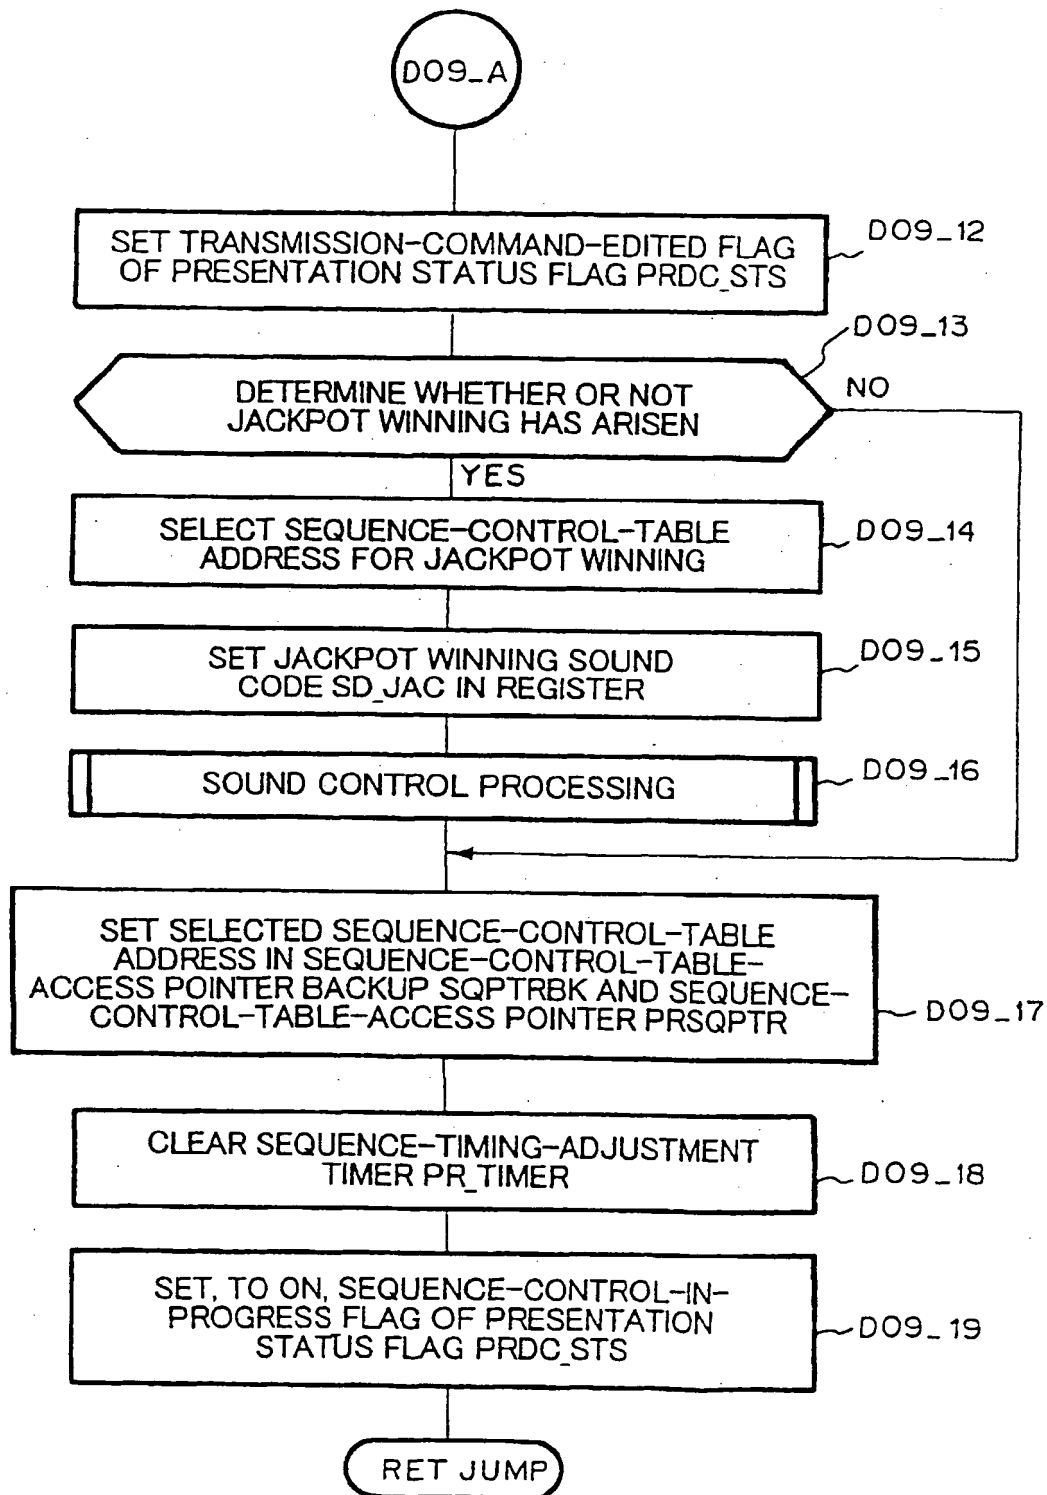 D09_A
SET TRANSMISSION-COMMAND-EDITED FLAG
OF PRESENTATION STATUS FLAG PRDC_STS
D09_12
D09_13
DETERMINE WHETHER OR NOT
JACKPOT WINNING HAS ARISEN
NO
YES
SELECT SEQUENCE-CONTROL-TABLE
ADDRESS FOR JACKPOT WINNING
D09_14
SET JACKPOT WINNING SOUND
CODE SD_JAC IN REGISTER
D09_15
SOUND CONTROL PROCESSING
D09_16
SET SELECTED SEQUENCE-CONTROL-TABLE
ADDRESS IN SEQUENCE-CONTROL-TABLE-
ACCESS POINTER BACKUP SQPTRBK AND SEQUENCE-
CONTROL-TABLE-ACCESS POINTER PRSQPTR
D09_17
CLEAR SEQUENCE-TIMING-ADJUSTMENT
TIMER PR_TIMER
D09_18
SET, TO ON, SEQUENCE-CONTROL-IN-
PROGRESS FLAG OF PRESENTATION
STATUS FLAG PRDC_STS
D09_19
RET JUMP